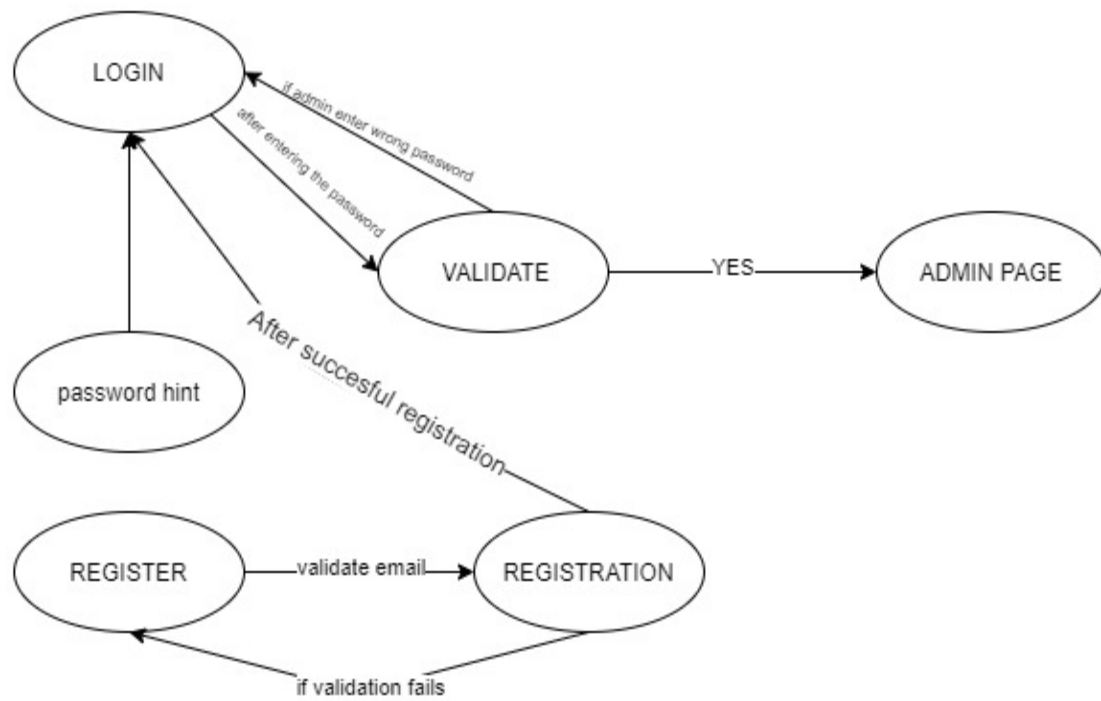 LOGIN
if admin enter wrong password
after entering the password
VALIDATE
YES
ADMIN PAGE
After succesful registration
password hint
REGISTER
validate email
REGISTRATION
if validation fails